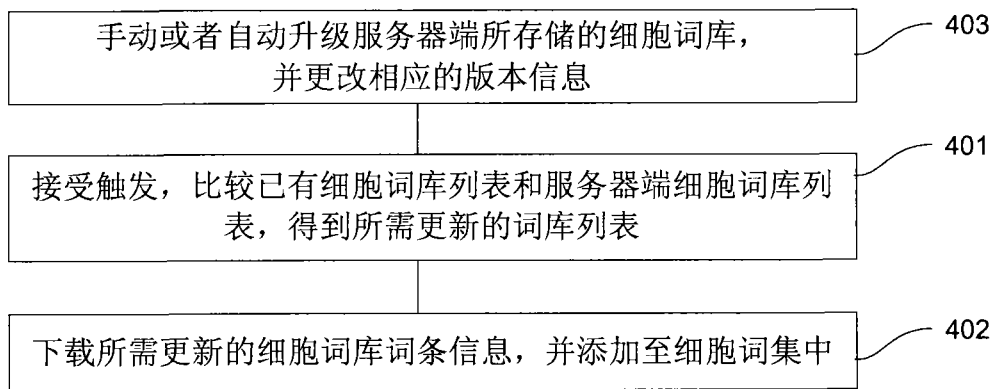 手动或者自动升级服务器端所存储的细胞词库，
并更改相应的版本信息
403
接受触发，比较已有细胞词库列表和服务器端细胞词库列
表，得到所需更新的词库列表
401
下载所需更新的细胞词库词条信息，并添加至细胞词集中
402